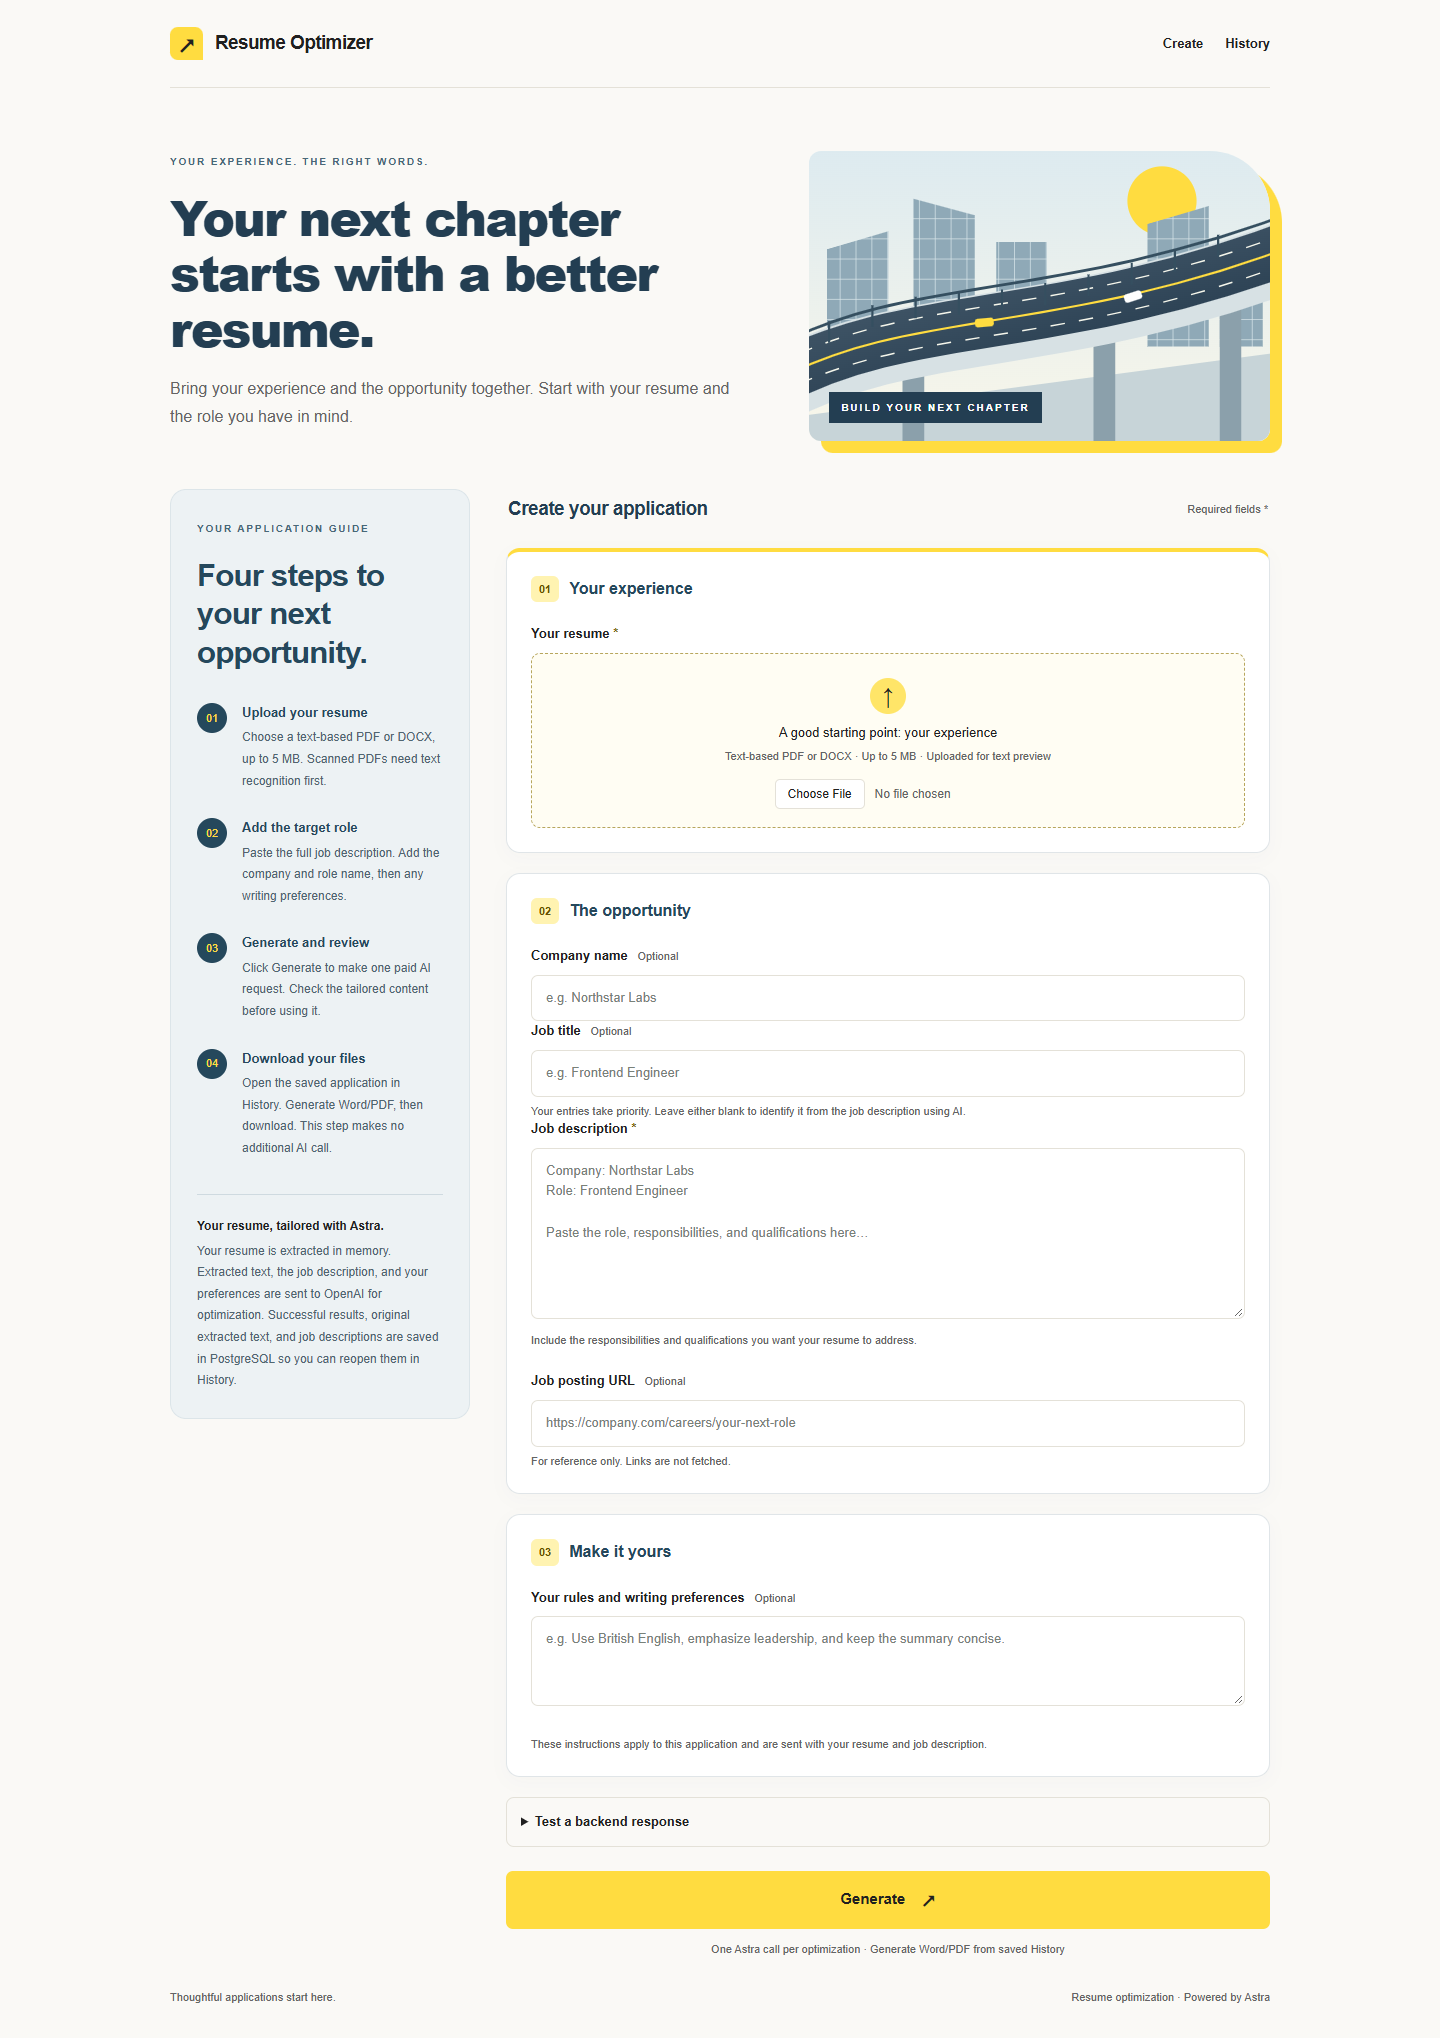 Resume Optimizer
Create
History
YOUR EXPERIENCE. THE RIGHT WORDS.
Your next chapter
starts with a better
resume.
Bring your experience and the opportunity together. Start with your resume and
the role you have in mind.
BUILD YOUR NEXT CHAPTER
YOUR APPLICATION GUIDE
Four steps to
your next
opportunity.
01
Upload your resume
Choose a text-based PDF or DOCX,
up to 5 MB. Scanned PDFs need text
recognition first.
02
Add the target role
Paste the full job description. Add the
company and role name, then any
writing preferences.
03
Generate and review
Click Generate to make one paid AI
request. Check the tailored content
before using it.
04
Download your files
Open the saved application in
History. Generate Word/PDF, then
download. This step makes no
additional AI call.
Your resume, tailored with Astra.
Your resume is extracted in memory.
Extracted text, the job description, and your
preferences are sent to OpenAI for
optimization. Successful results, original
extracted text, and job descriptions are saved
in PostgreSQL so you can reopen them in
History.
Create your application
Required fields *
01 Your experience
Your resume *
↑
A good starting point: your experience
Text-based PDF or DOCX · Up to 5 MB · Uploaded for text preview
Choose File No file chosen
02 The opportunity
Company name Optional
e.g. Northstar Labs
Job title Optional
e.g. Frontend Engineer
Your entries take priority. Leave either blank to identify it from the job description using AI.
Job description *
Company: Northstar Labs
Role: Frontend Engineer
Paste the role, responsibilities, and qualifications here...
Include the responsibilities and qualifications you want your resume to address.
Job posting URL Optional
https://company.com/careers/your-next-role
For reference only. Links are not fetched.
03 Make it yours
Your rules and writing preferences Optional
e.g. Use British English, emphasize leadership, and keep the summary concise.
These instructions apply to this application and are sent with your resume and job description.
Test a backend response
Generate ↗
One Astra call per optimization · Generate Word/PDF from saved History
Thoughtful applications start here.
Resume optimization · Powered by Astra